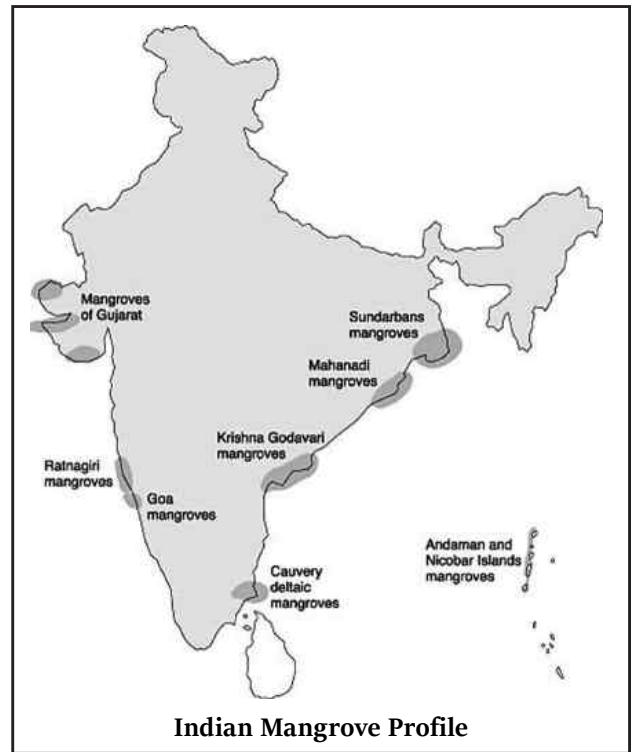 Mangroves
of Gujarat
Sundarbans
mangroves
Mahanadi
mangroves
Krishna Godavari
mangroves
Ratnagiri
mangroves
Goa
mangroves
Andaman and
Nicobar Islands
mangroves
Cauvery
deltaic
mangroves
Indian Mangrove Profile